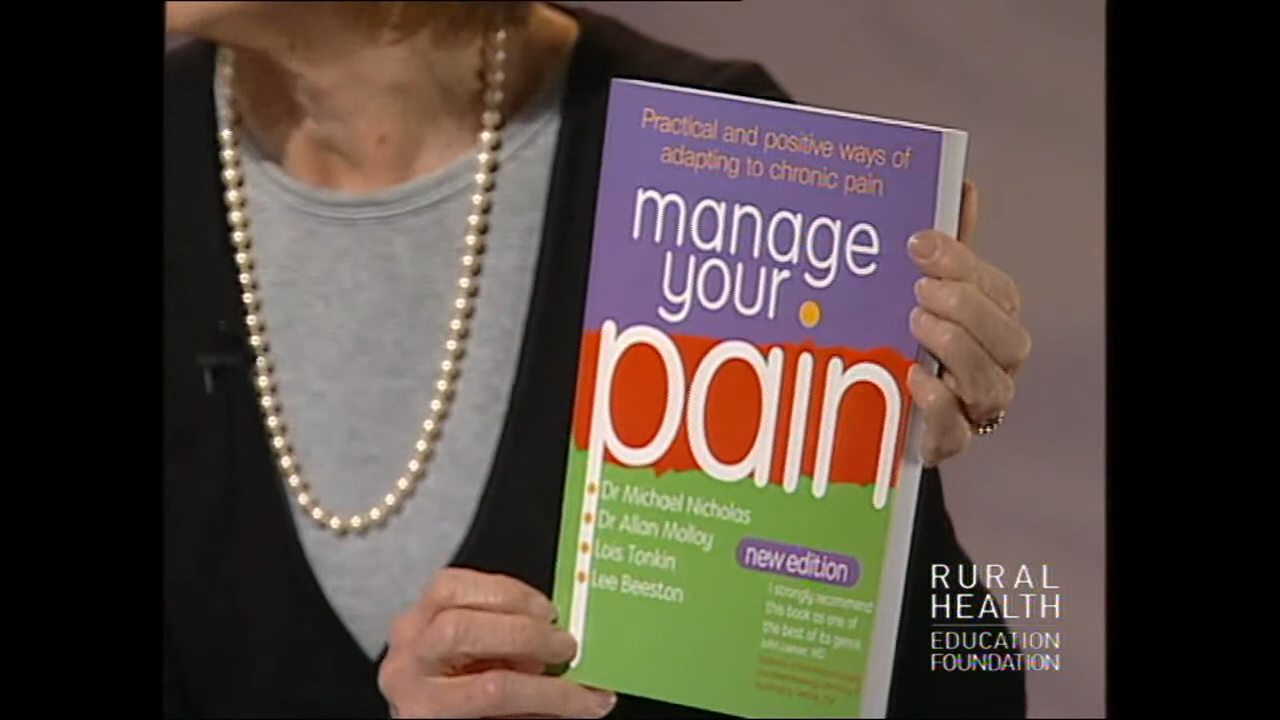 Practical and positive ways of
adapting to chronic pain
manage
your
pain
Dr Michael Nicholas
Dr Allan Molloy
Lois Tonkin
Lee Beeston
new edition
I strongly recommend
this book as one of
the best of its genre
RURAL
HEALTH
EDUCATION
FOUNDATION